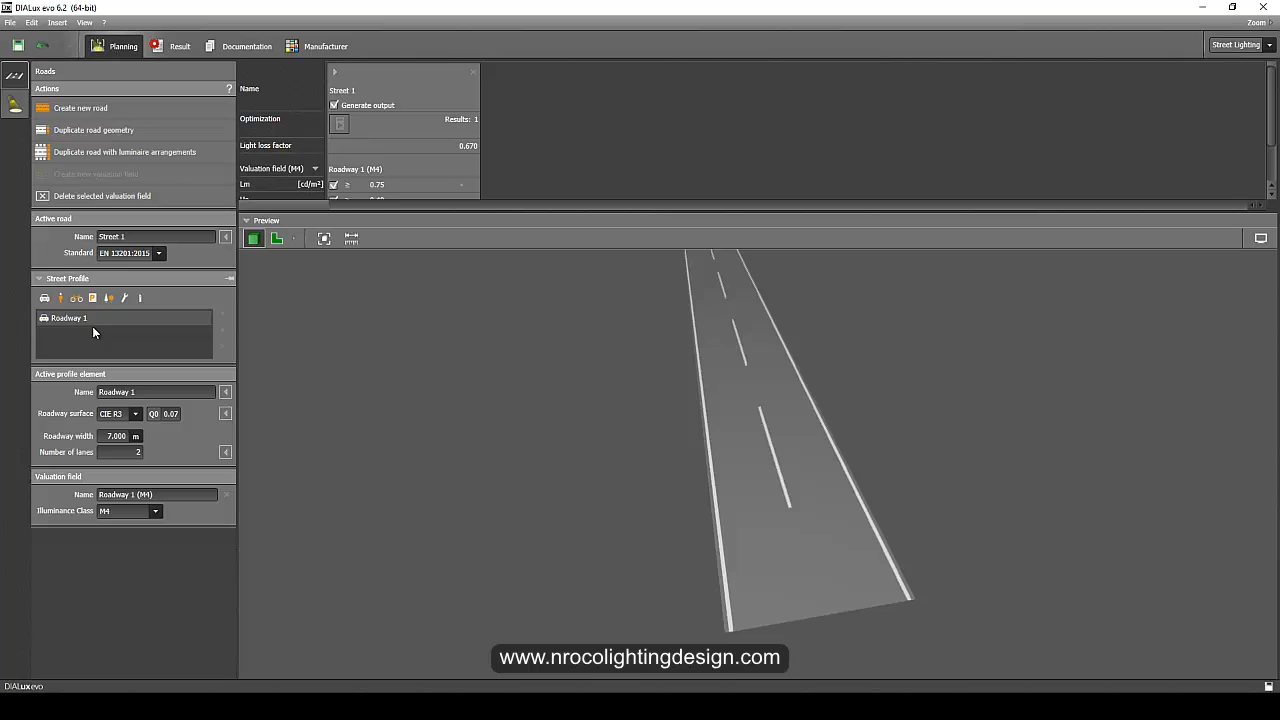 DIALux evo 6.2 (64-bit)
File Edit Insert View ?
Zoom
Planning Result Documentation Manufacturer
Street Lighting
Roads
Actions ?
Create new road
Duplicate road geometry
Duplicate road with luminaire arrangements
Create new valuation field
Delete selected valuation field
Active road
Name Street 1
Standard EN 13201:2015
Street Profile
Roadway 1
Active profile element
Name Roadway 1
Roadway surface CIE R3 Q0 0.07
Roadway width 7.000 m
Number of lanes 2
Valuation field
Name Roadway 1 (M4)
Illuminance Class M4
Name
Street 1
Generate output
Optimization
Results: 1
Light loss factor
0.670
Valuation field (M4) Roadway 1 (M4)
Lm [cd/m²] ≥ 0.75 -
Preview
www.nrocolightingdesign.com
DIALux evo